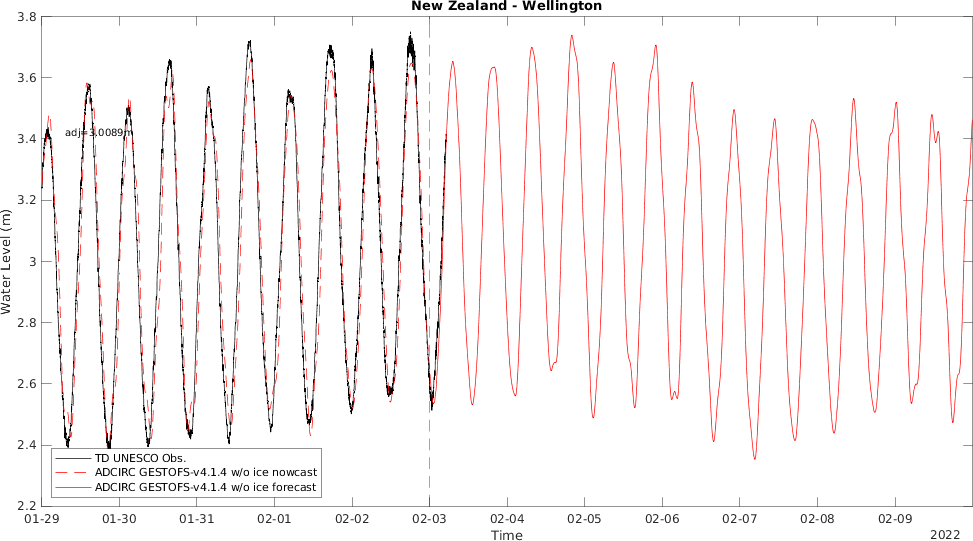 New Zealand - Wellington
Water Level (m)
3.8
3.6
3.4
3.2
3
2.8
2.6
2.4
2.2
adj=3.0089m
TD UNESCO Obs.
ADCIRC GESTOFS-v4.1.4 w/o ice nowcast
ADCIRC GESTOFS-v4.1.4 w/o ice forecast
01-29 01-30 01-31 02-01 02-02 02-03 02-04 02-05 02-06 02-07 02-08 02-09
Time
2022